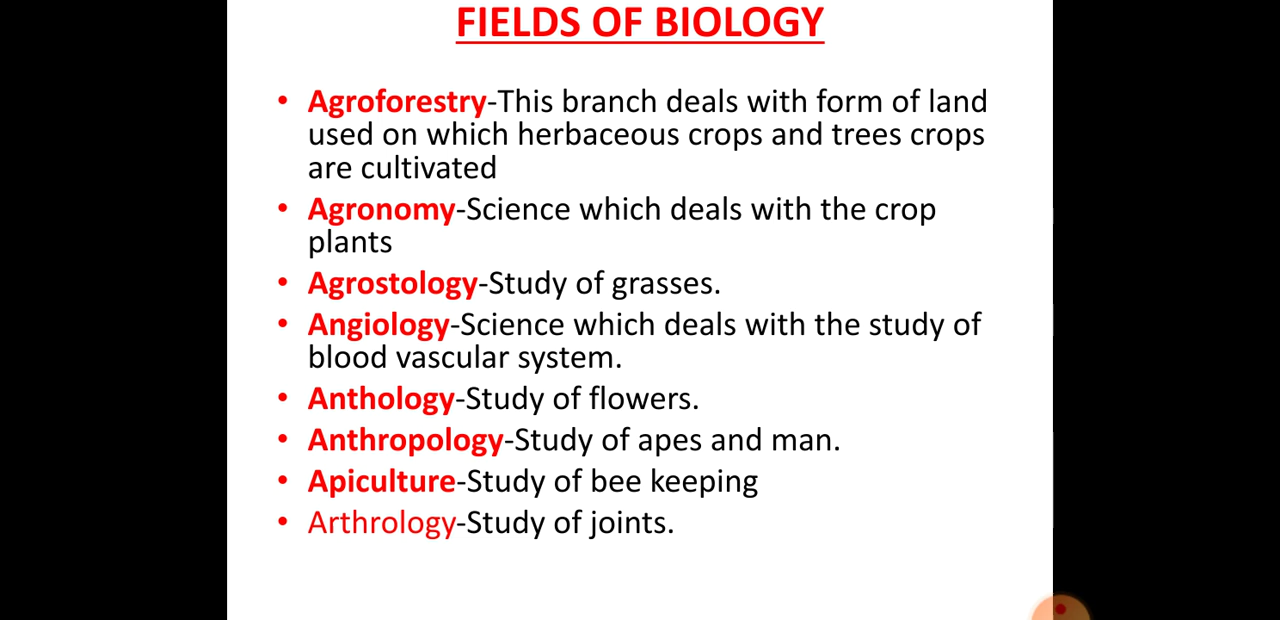 FIELDS OF BIOLOGY
• Agroforestry-This branch deals with form of land
used on which herbaceous crops and trees crops
are cultivated
• Agronomy-Science which deals with the crop
plants
• Agrostology-Study of grasses.
• Angiology-Science which deals with the study of
blood vascular system.
• Anthology-Study of flowers.
• Anthropology-Study of apes and man.
• Apiculture-Study of bee keeping
• Arthrology-Study of joints.